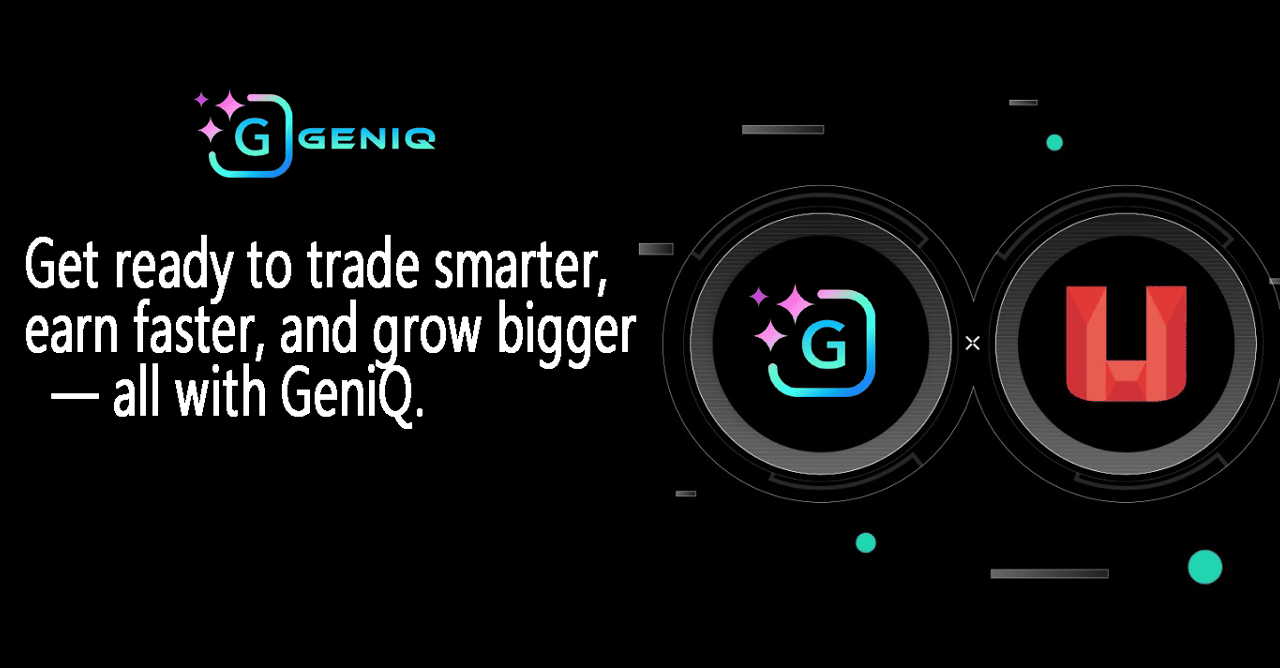 G GENIQ
Get ready to trade smarter,
earn faster, and grow bigger
— all with GeniQ.
G